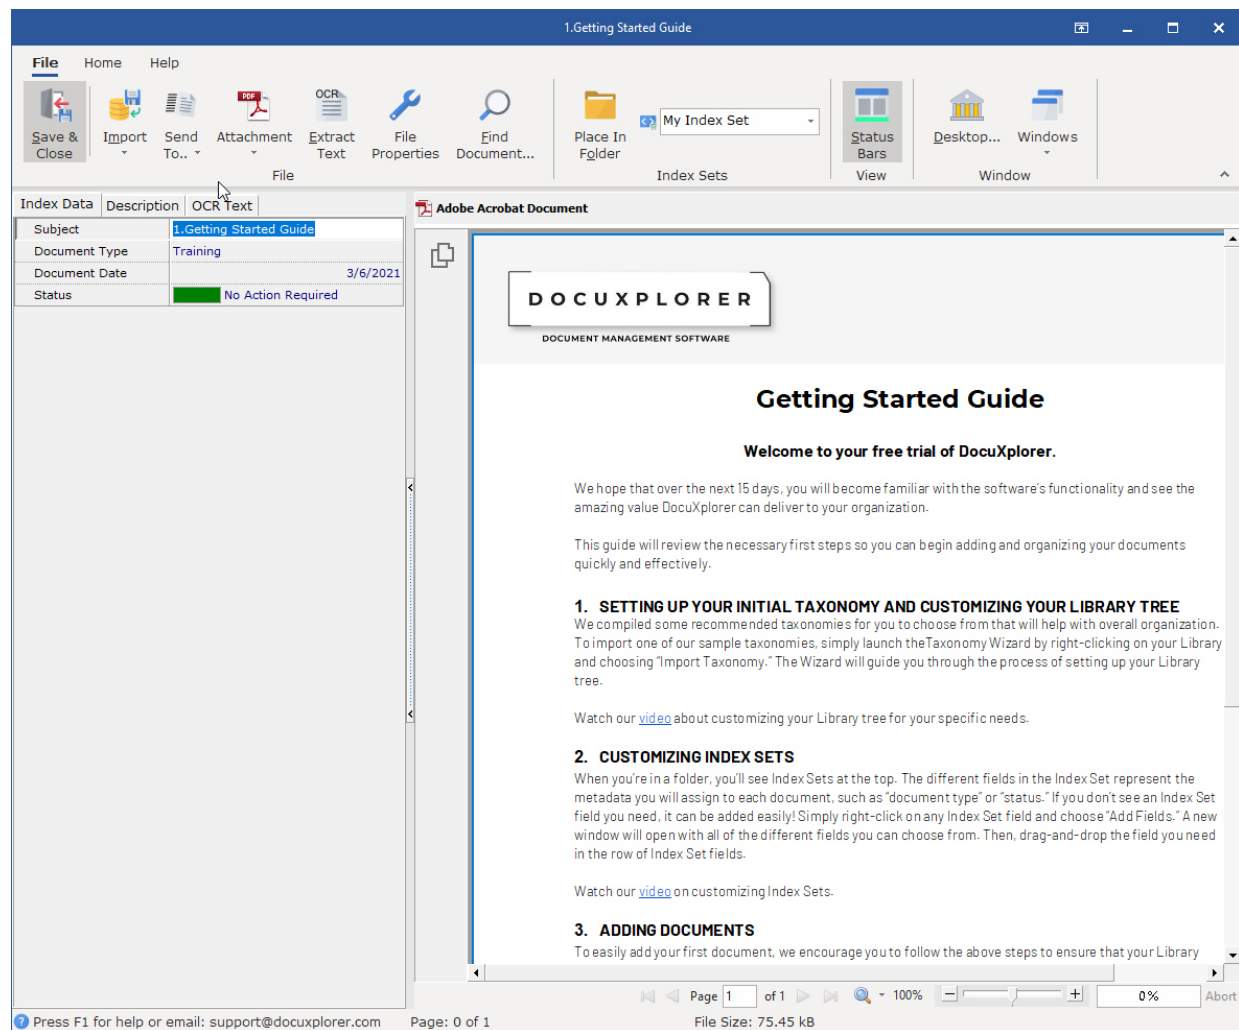 1.Getting Started Guide
File Home Help
Save & Close
Import
Send To..
Attachment
OCR
Extract Text
File Properties
Find Document...
File
Place In Folder
My Index Set
Index Sets
Status Bars
View
Desktop...
Windows
Window
PDF
Index Data Description OCR Text
Subject 1.Getting Started Guide
Document Type Training
Document Date 3/6/2021
Status No Action Required
Adobe Acrobat Document
DOCUXPLORER
DOCUMENT MANAGEMENT SOFTWARE
Getting Started Guide
Welcome to your free trial of DocuXplorer.
We hope that over the next 15 days, you will become familiar with the software's functionality and see the
amazing value DocuXplorer can deliver to your organization.
This guide will review the necessary first steps so you can begin adding and organizing your documents
quickly and effectively.
1. SETTING UP YOUR INITIAL TAXONOMY AND CUSTOMIZING YOUR LIBRARY TREE
We compiled some recommended taxonomies for you to choose from that will help with overall organization.
To import one of our sample taxonomies, simply launch theTaxonomy Wizard by right-clicking on your Library
and choosing "Import Taxonomy." The Wizard will guide you through the process of setting up your Library
tree.
Watch our video about customizing your Library tree for your specific needs.
2. CUSTOMIZING INDEX SETS
When you're in a folder, you'll see Index Sets at the top. The different fields in the Index Set represent the
metadata you will assign to each document, such as "document type" or "status." If you don't see an Index Set
field you need, it can be added easily! Simply right-click on any Index Set field and choose "Add Fields." A new
window will open with all of the different fields you can choose from. Then, drag-and-drop the field you need
in the row of Index Set fields.
Watch our video on customizing Index Sets.
3. ADDING DOCUMENTS
To easily add your first document, we encourage you to follow the above steps to ensure that your Library
Page 1 of 1 100% 0% Abort
Press F1 for help or email: support@docuxplorer.com Page: 0 of 1 File Size: 75.45 kB